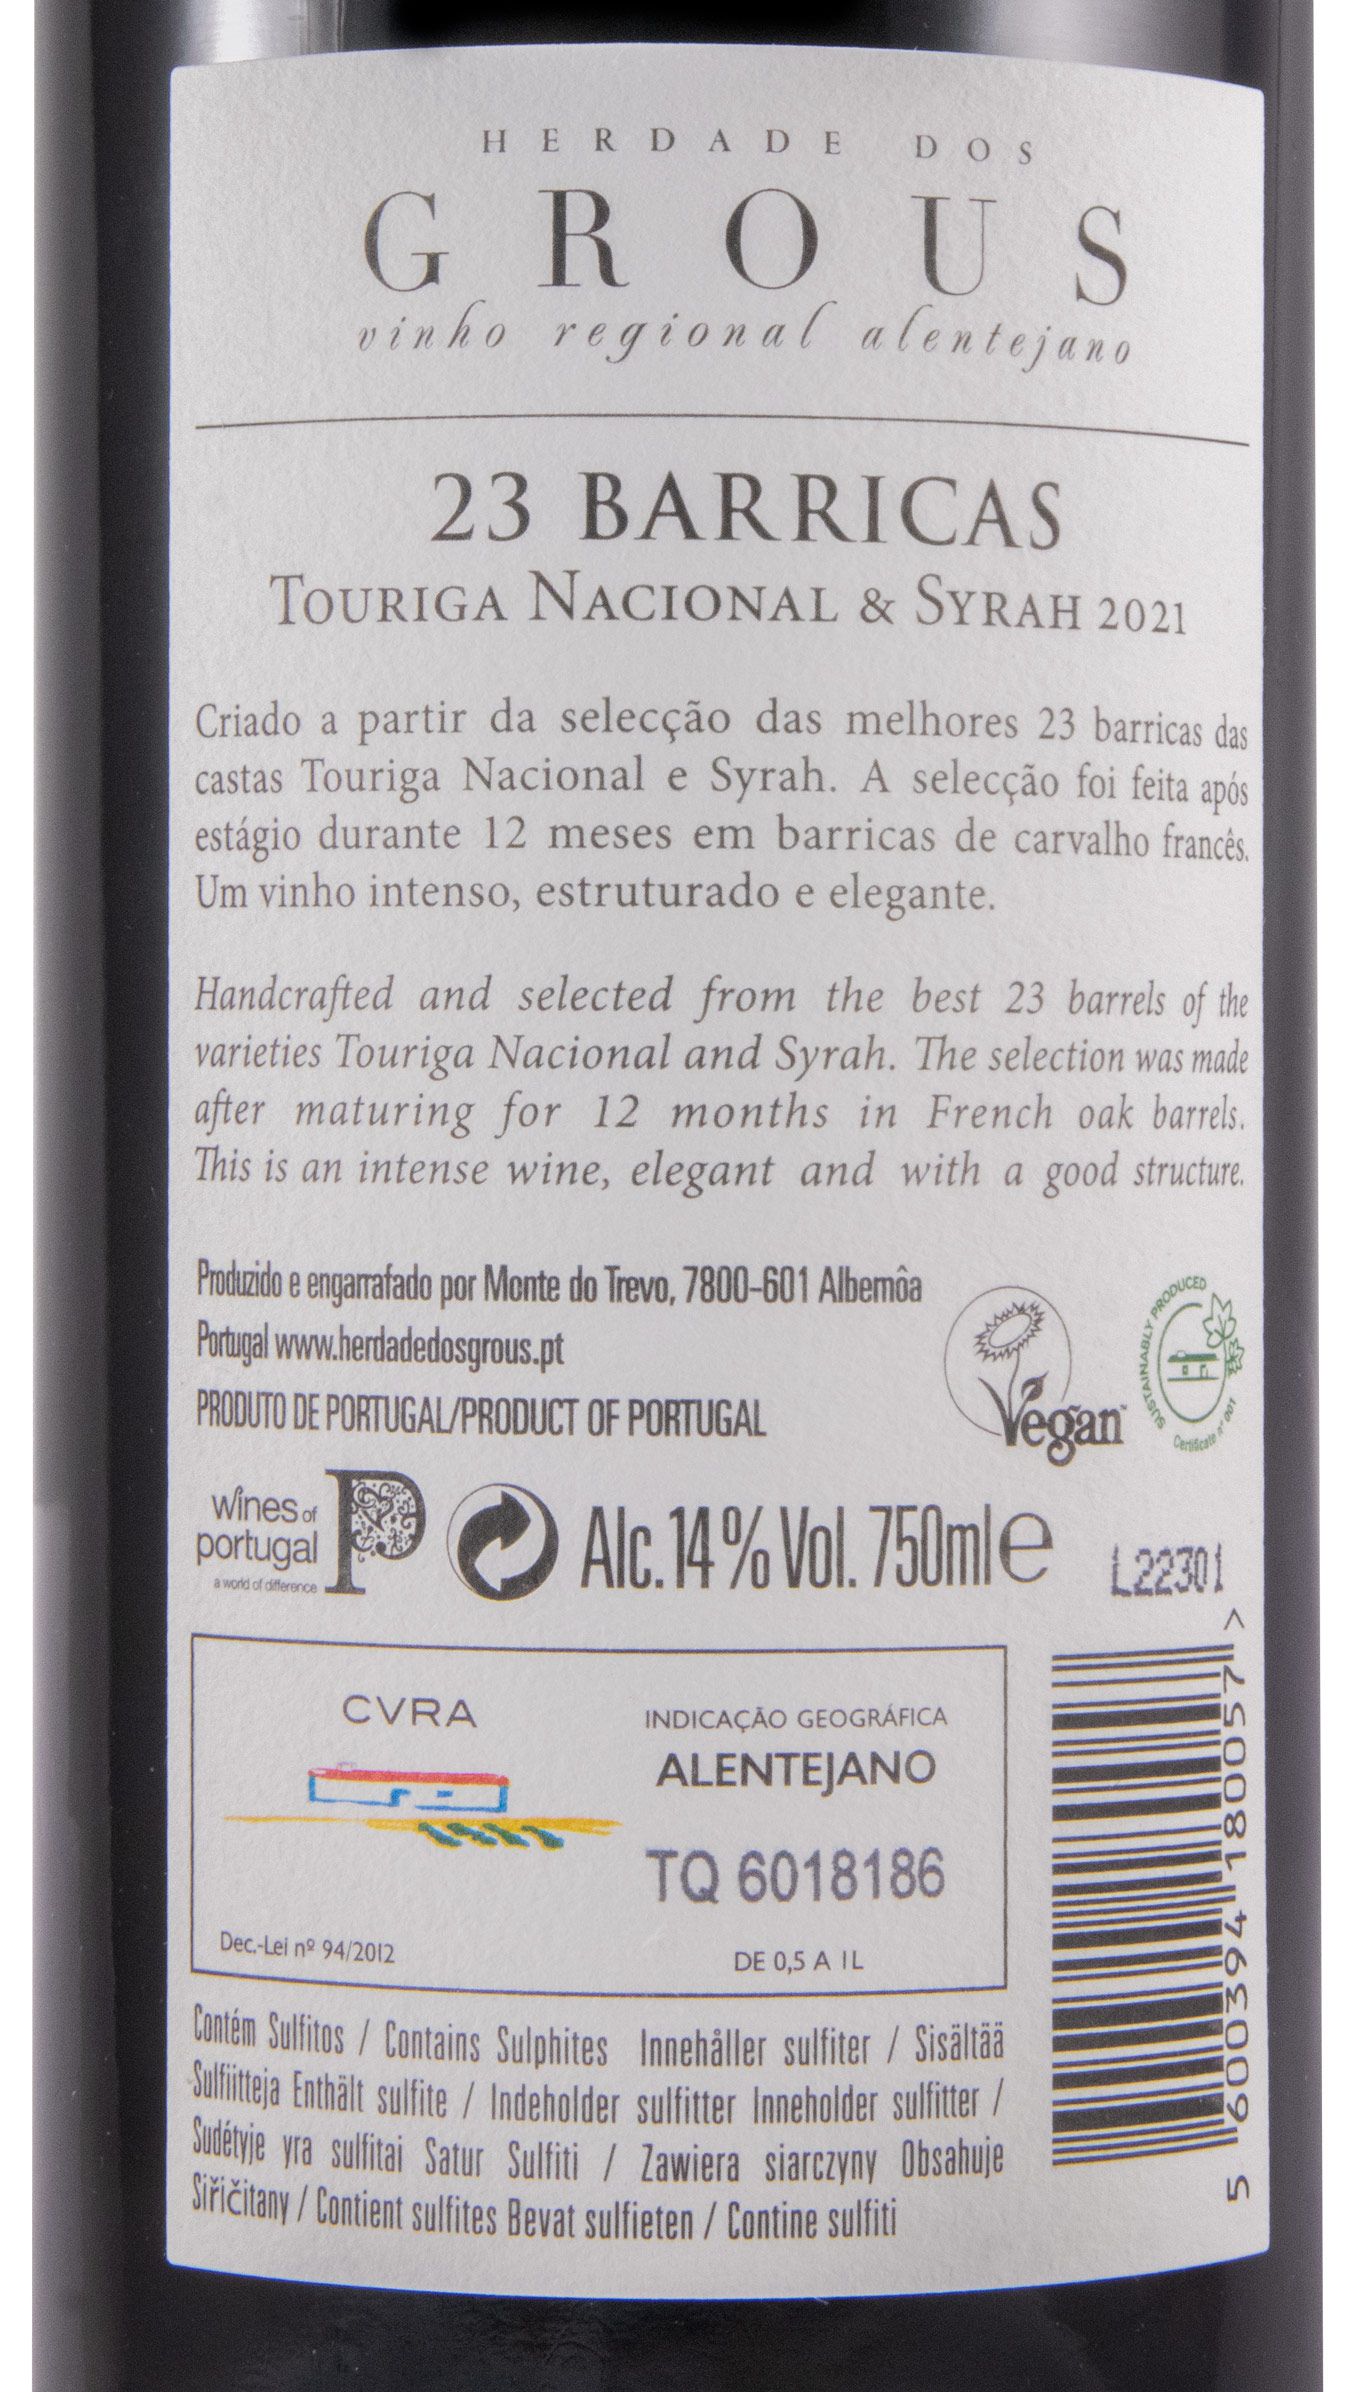 HERDADE DOS
GROUS
vinho regional alentejano
23 BARRICAS
TOURIGA NACIONAL & SYRAH 2021
Criado a partir da selecção das melhores 23 barricas das
castas Touriga Nacional e Syrah. A selecção foi feita após
estágio durante 12 meses em barricas de carvalho francês.
Um vinho intenso, estruturado e elegante.
Handcrafted and selected from the best 23 barrels of the
varieties Touriga Nacional and Syrah. The selection was made
after maturing for 12 months in French oak barrels.
This is an intense wine, elegant and with a good structure.
Produzido e engarrafado por Monte do Trevo, 7800-601 Albernôa
Portugal www.herdadedosgrous.pt
PRODUTO DE PORTUGAL/PRODUCT OF PORTUGAL
Vegan™
SUSTAINABLY PRODUCED
Certificate nº 001
wines of
portugal
a world of difference
P
Alc.14%Vol. 750ml e
L22301
CVRA
INDICAÇÃO GEOGRÁFICA
ALENTEJANO
TQ 6018186
Dec.-Lei nº 94/2012
DE 0,5 A 1L
5 600394 180057 >
Contém Sulfitos / Contains Sulphites Innehåller sulfiter / Sisältää
Sulfiitteja Enthält sulfite / Indeholder sulfitter Inneholder sulfitter /
Sudétyje yra sulfitai Satur Sulfiti / Zawiera siarczyny Obsahuje
Siřičitany / Contient sulfites Bevat sulfieten / Contine sulfiti